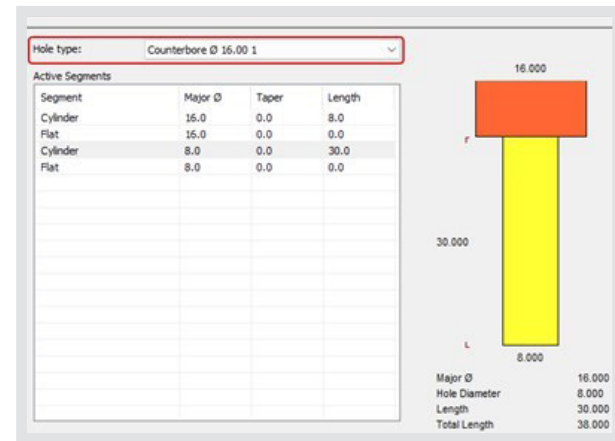 Hole type: Counterbore Ø 16.00 1
Active Segments
Segment Major Ø Taper Length
Cylinder 16.0 0.0 8.0
Flat 16.0 0.0 0.0
Cylinder 8.0 0.0 30.0
Flat 8.0 0.0 0.0
16.000
30.000
8.000
Major Ø 16.000
Hole Diameter 8.000
Length 30.000
Total Length 38.000